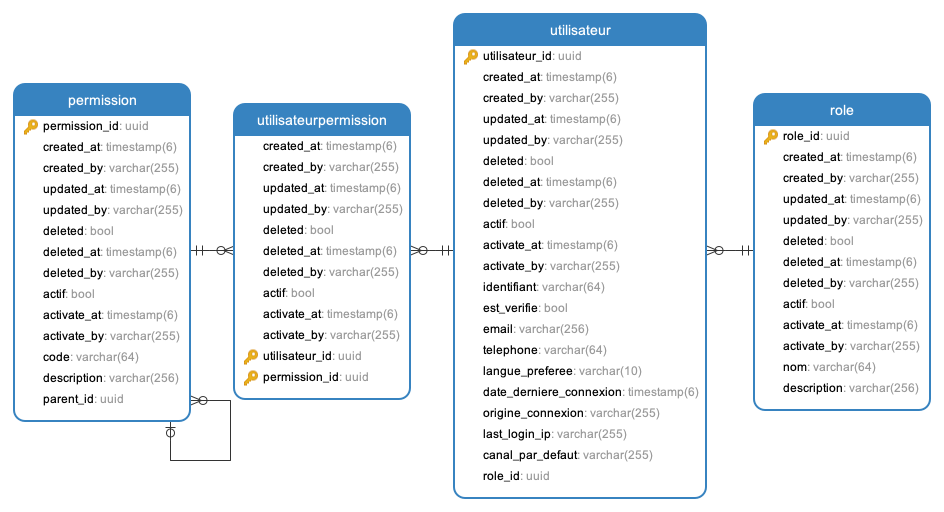 permission
permission_id: uuid
created_at: timestamp(6)
created_by: varchar(255)
updated_at: timestamp(6)
updated_by: varchar(255)
deleted: bool
deleted_at: timestamp(6)
deleted_by: varchar(255)
actif: bool
activate_at: timestamp(6)
activate_by: varchar(255)
code: varchar(64)
description: varchar(256)
parent_id: uuid
utilisateurpermission
created_at: timestamp(6)
created_by: varchar(255)
updated_at: timestamp(6)
updated_by: varchar(255)
deleted: bool
deleted_at: timestamp(6)
deleted_by: varchar(255)
actif: bool
activate_at: timestamp(6)
activate_by: varchar(255)
utilisateur_id: uuid
permission_id: uuid
utilisateur
utilisateur_id: uuid
created_at: timestamp(6)
created_by: varchar(255)
updated_at: timestamp(6)
updated_by: varchar(255)
deleted: bool
deleted_at: timestamp(6)
deleted_by: varchar(255)
actif: bool
activate_at: timestamp(6)
activate_by: varchar(255)
identifiant: varchar(64)
est_verifie: bool
email: varchar(256)
telephone: varchar(64)
langue_preferee: varchar(10)
date_derniere_connexion: timestamp(6)
origine_connexion: varchar(255)
last_login_ip: varchar(255)
canal_par_defaut: varchar(255)
role_id: uuid
role
role_id: uuid
created_at: timestamp(6)
created_by: varchar(255)
updated_at: timestamp(6)
updated_by: varchar(255)
deleted: bool
deleted_at: timestamp(6)
deleted_by: varchar(255)
actif: bool
activate_at: timestamp(6)
activate_by: varchar(255)
nom: varchar(64)
description: varchar(256)